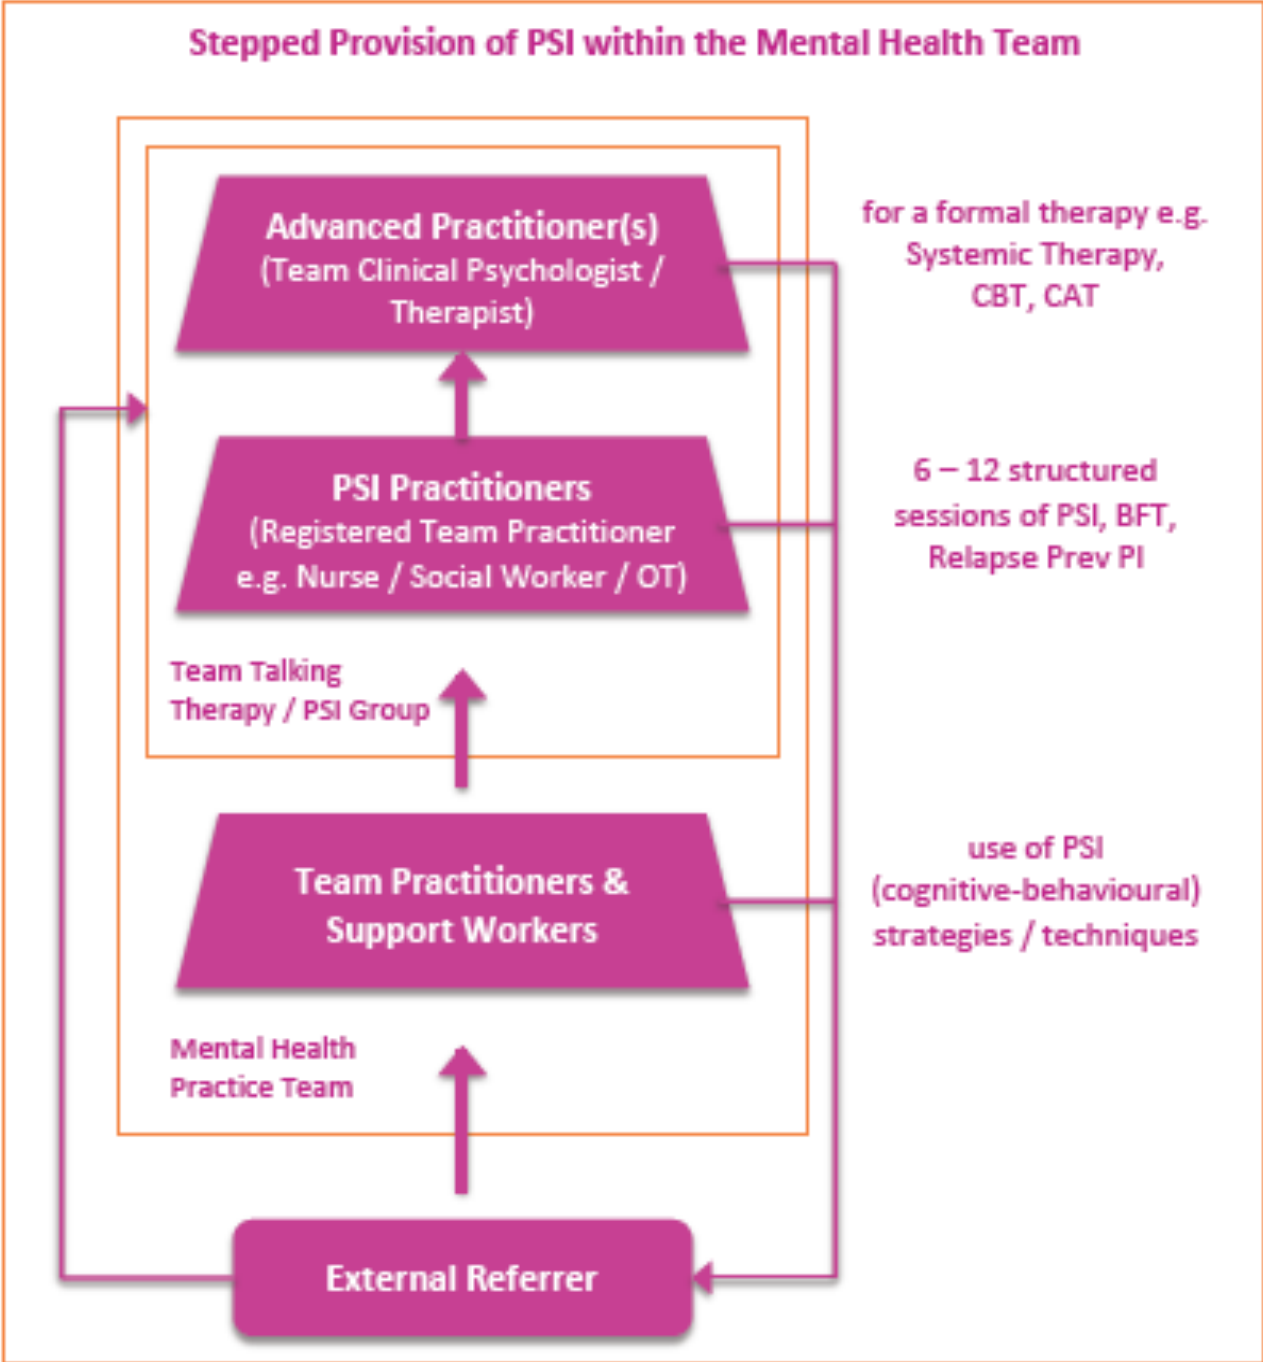 Stepped Provision of PSI within the Mental Health Team
Advanced Practitioner(s)
(Team Clinical Psychologist /
Therapist)
for a formal therapy e.g.
Systemic Therapy,
CBT, CAT
PSI Practitioners
(Registered Team Practitioner
e.g. Nurse / Social Worker / OT)
6 – 12 structured
sessions of PSI, BFT,
Relapse Prev PI
Team Talking
Therapy / PSI Group
Team Practitioners &
Support Workers
use of PSI
(cognitive-behavioural)
strategies / techniques
Mental Health
Practice Team
External Referrer